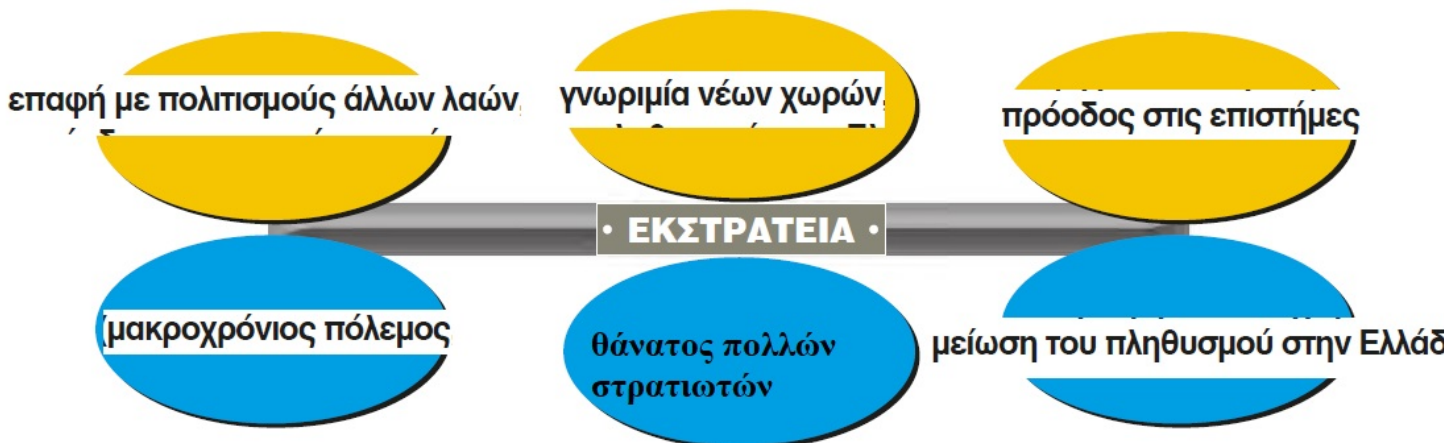 επαφή με πολιτισμούς άλλων λαών,
γνωριμία νέων χωρών,
πρόοδος στις επιστήμες
· ΕΚΣΤΡΑΤΕΙΑ ·
(μακροχρόνιος πόλεμος
θάνατος πολλών
στρατιωτών
μείωση του πληθυσμού στην Ελλάδ